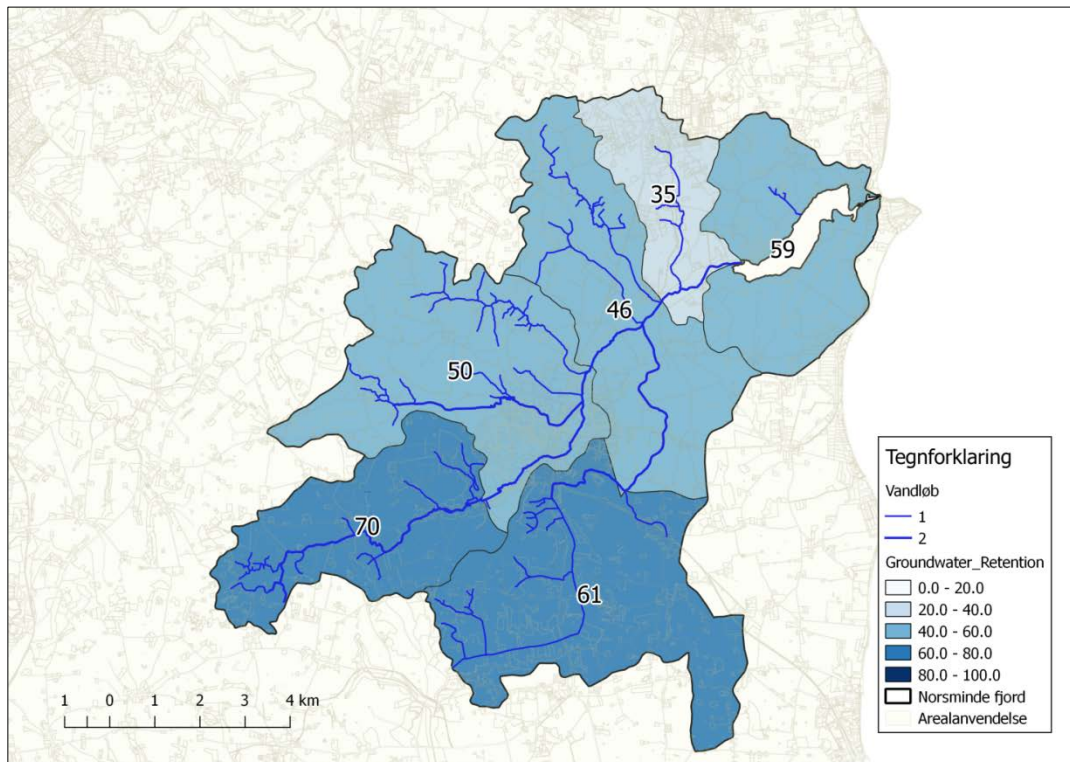 35
59
46
50
70
61
1 0 1 2 3 4 km
Tegnforklaring
Vandløb
1
2
Groundwater_Retention
0.0 - 20.0
20.0 - 40.0
40.0 - 60.0
60.0 - 80.0
80.0 - 100.0
Norsminde fjord
Arealanvendelse